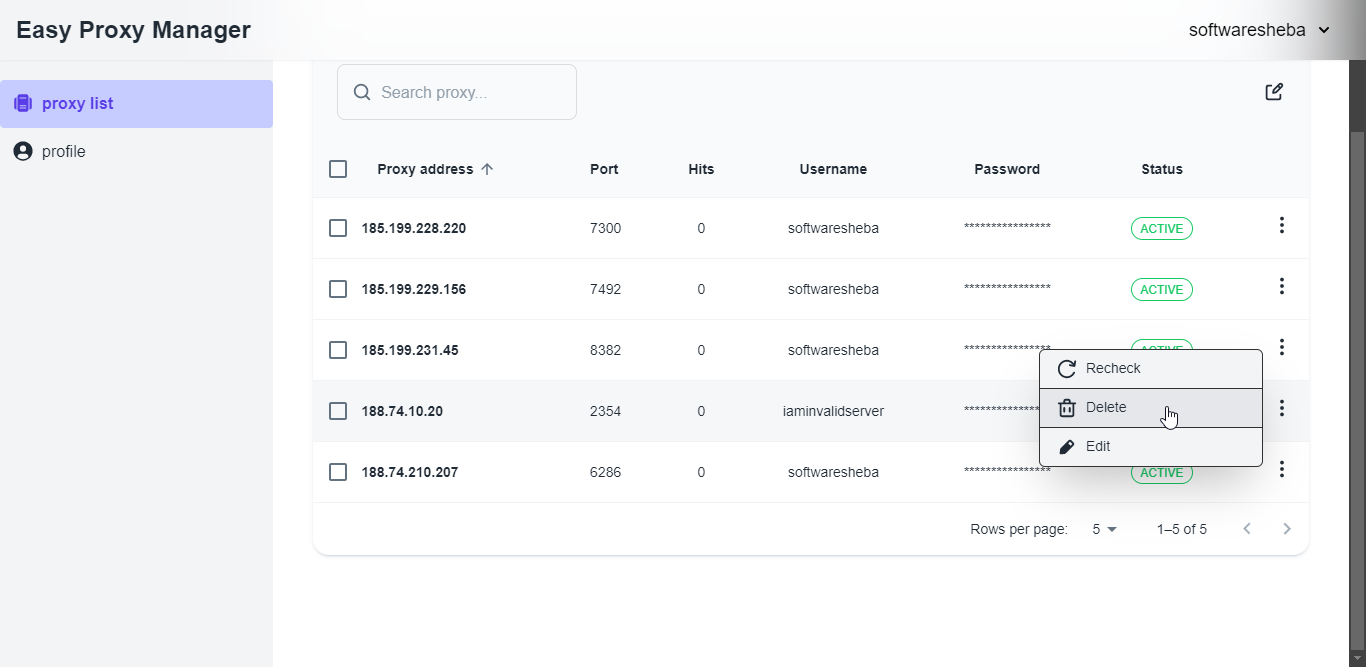 Easy Proxy Manager
softwaresheba
proxy list
profile
Search proxy...
Proxy address Port Hits Username Password Status
185.199.228.220 7300 0 softwaresheba **************** ACTIVE
185.199.229.156 7492 0 softwaresheba **************** ACTIVE
185.199.231.45 8382 0 softwaresheba **************** ACTIVE
Recheck
188.74.10.20 2354 0 iaminvalidserver ****************
Delete
Edit
188.74.210.207 6286 0 softwaresheba **************** ACTIVE
Rows per page: 5 1–5 of 5